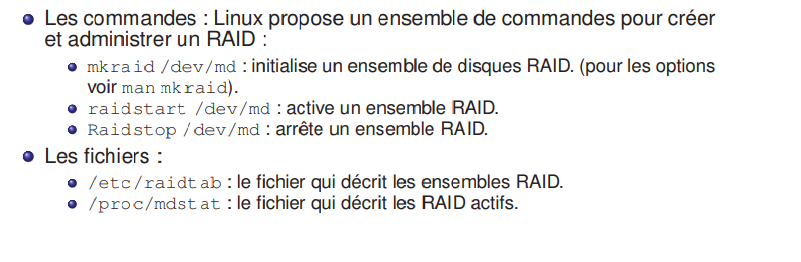 Les commandes : Linux propose un ensemble de commandes pour créer
et administrer un RAID :
mkraid /dev/md : initialise un ensemble de disques RAID. (pour les options
voir man mkraid).
raidstart /dev/md : active un ensemble RAID.
Raidstop /dev/md : arrête un ensemble RAID.
Les fichiers :
/etc/raidtab : le fichier qui décrit les ensembles RAID.
/proc/mdstat : le fichier qui décrit les RAID actifs.